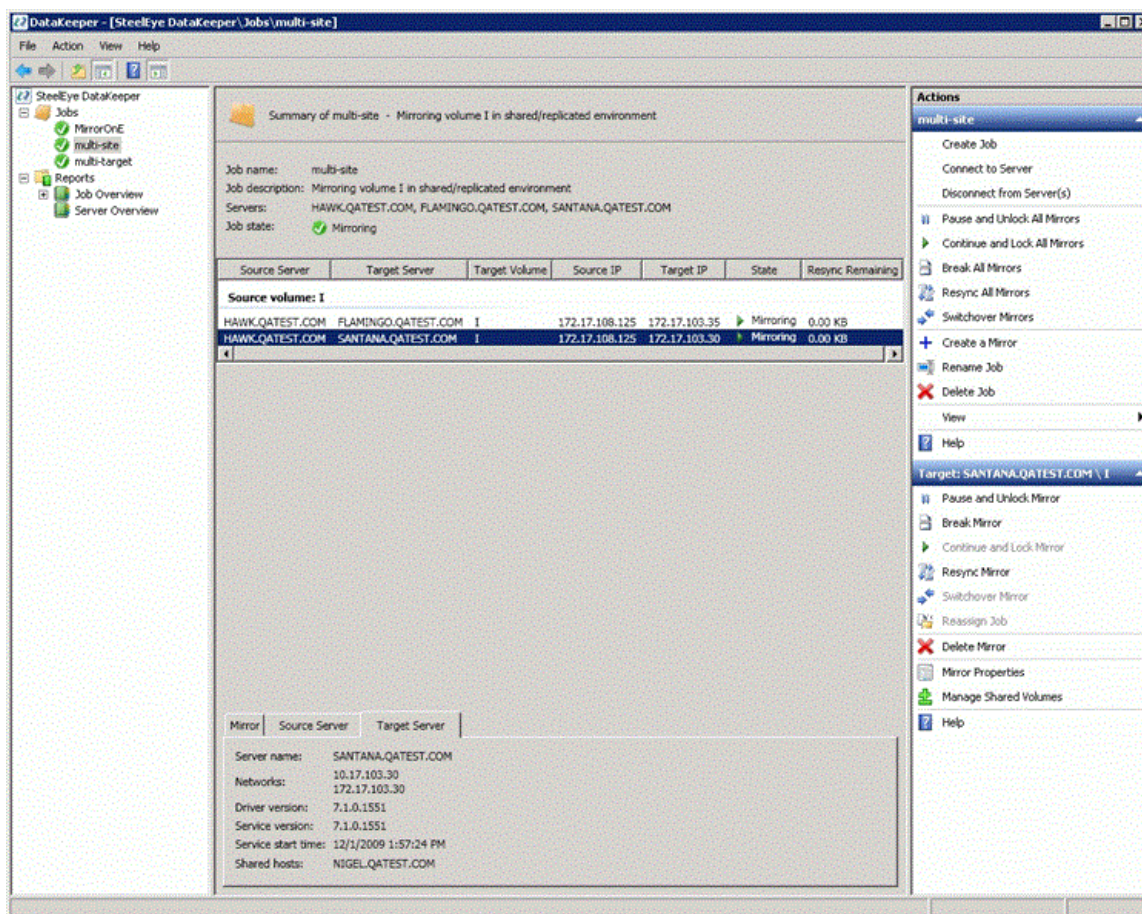 DataKeeper - [SteelEye DataKeeper\Jobs\multi-site]
File Action View Help
SteelEye DataKeeper
Jobs
MirrorOnE
multi-site
multi-target
Reports
Job Overview
Server Overview
Summary of multi-site - Mirroring volume I in shared/replicated environment
Job name: multi-site
Job description: Mirroring volume I in shared/replicated environment
Servers: HAWK.QATEST.COM, FLAMINGO.QATEST.COM, SANTANA.QATEST.COM
Job state: Mirroring
Source Server Target Server Target Volume Source IP Target IP State Resync Remaining
Source volume: I
HAWK.QATEST.COM FLAMINGO.QATEST.COM I 172.17.108.125 172.17.103.35 Mirroring 0.00 KB
HAWK.QATEST.COM SANTANA.QATEST.COM I 172.17.108.125 172.17.103.30 Mirroring 0.00 KB
Mirror Source Server Target Server
Server name: SANTANA.QATEST.COM
Networks: 10.17.103.30
172.17.103.30
Driver version: 7.1.0.1551
Service version: 7.1.0.1551
Service start time: 12/1/2009 1:57:24 PM
Shared hosts: NIGEL.QATEST.COM
Actions
multi-site
Create Job
Connect to Server
Disconnect from Server(s)
Pause and Unlock All Mirrors
Continue and Lock All Mirrors
Break All Mirrors
Resync All Mirrors
Switchover Mirrors
Create a Mirror
Rename Job
Delete Job
View
Help
Target: SANTANA.QATEST.COM \ I
Pause and Unlock Mirror
Break Mirror
Continue and Lock Mirror
Resync Mirror
Switchover Mirror
Reassign Job
Delete Mirror
Mirror Properties
Manage Shared Volumes
Help